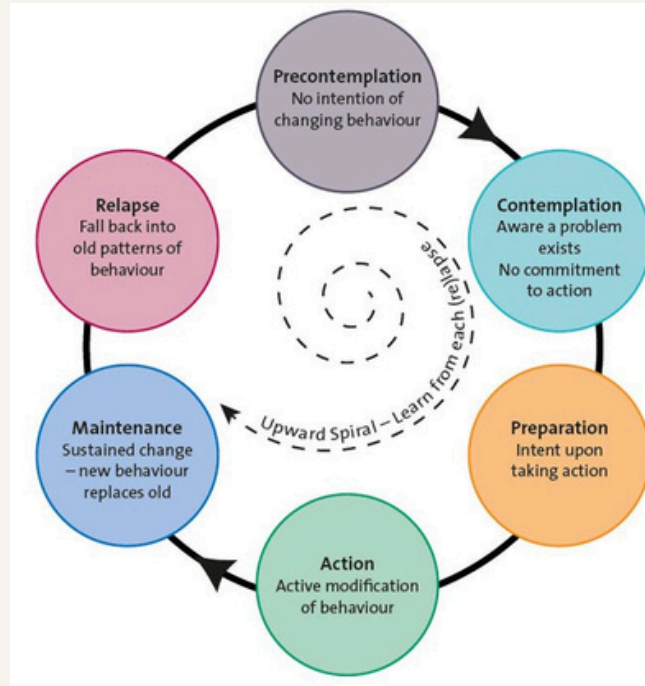 Precontemplation
No intention of
changing behaviour
Contemplation
Aware a problem
exists
No commitment
to action
Preparation
Intent upon
taking action
Action
Active modification
of behaviour
Maintenance
Sustained change
– new behaviour
replaces old
Relapse
Fall back into
old patterns of
behaviour
Upward Spiral – Learn from each (re)lapse